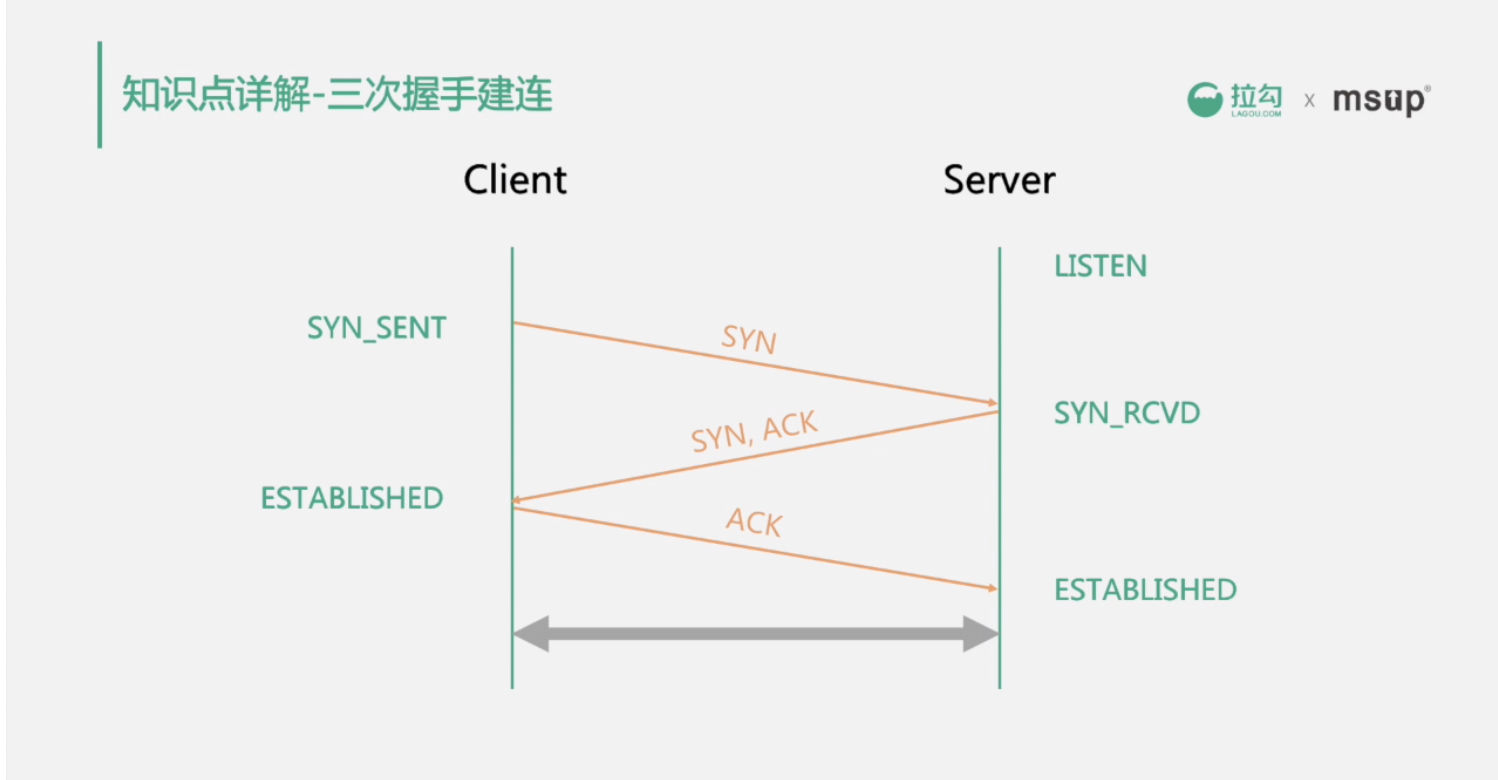 知识点详解-三次握手建连
拉勾
LAGOU.COM
x
msup®
Client
Server
LISTEN
SYN_SENT
SYN
SYN_RCVD
SYN, ACK
ESTABLISHED
ACK
ESTABLISHED